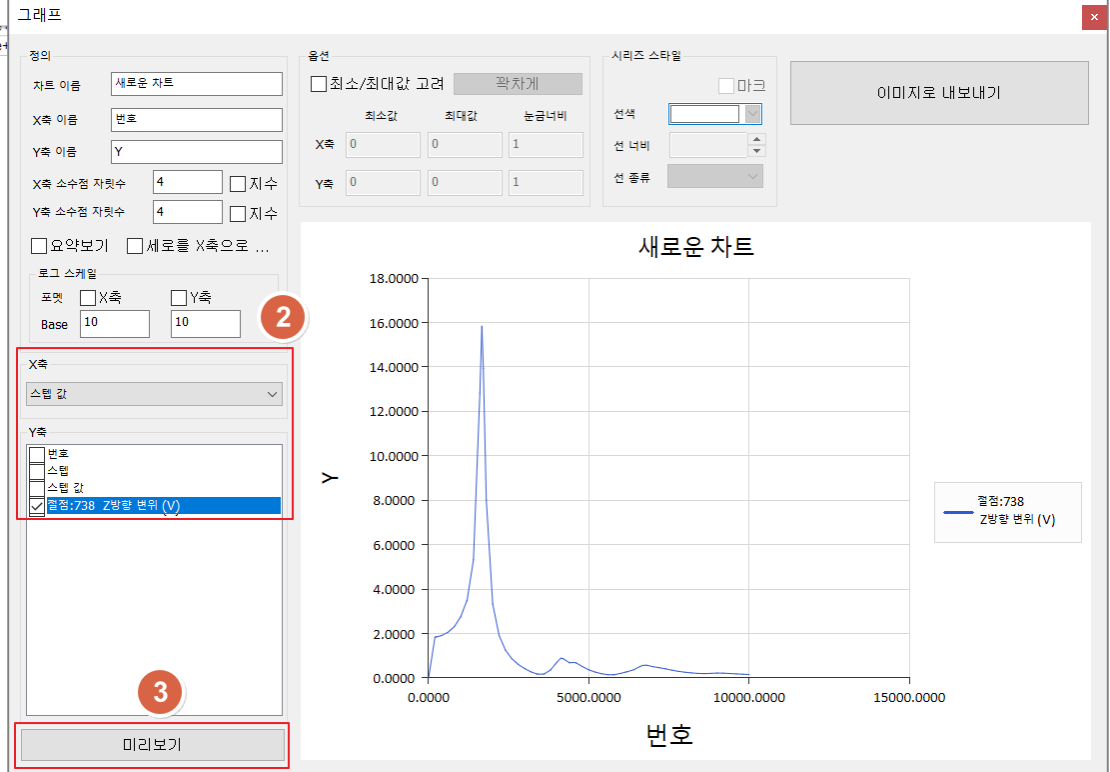 그래프
정의
차트 이름 새로운 차트
X축 이름 번호
Y축 이름 Y
X축 소수점 자릿수 4 지수
Y축 소수점 자릿수 4 지수
요약보기 세로를 X축으로 ...
로그 스케일
포멧 X축 Y축
Base 10 10
2
X축
스텝 값
Y축
번호
스텝
스텝 값
절점:738 Z방향 변위 (V)
3
미리보기
옵션
최소/최대값 고려 꽉차게
최소값 최대값 눈금너비
X축 0 0 1
Y축 0 0 1
시리즈 스타일
마크
선색
선 너비
선 종류
이미지로 내보내기
새로운 차트
18.0000
16.0000
14.0000
12.0000
10.0000
8.0000
6.0000
4.0000
2.0000
0.0000
Y
0.0000 5000.0000 10000.0000 15000.0000
번호
절점:738
Z방향 변위 (V)